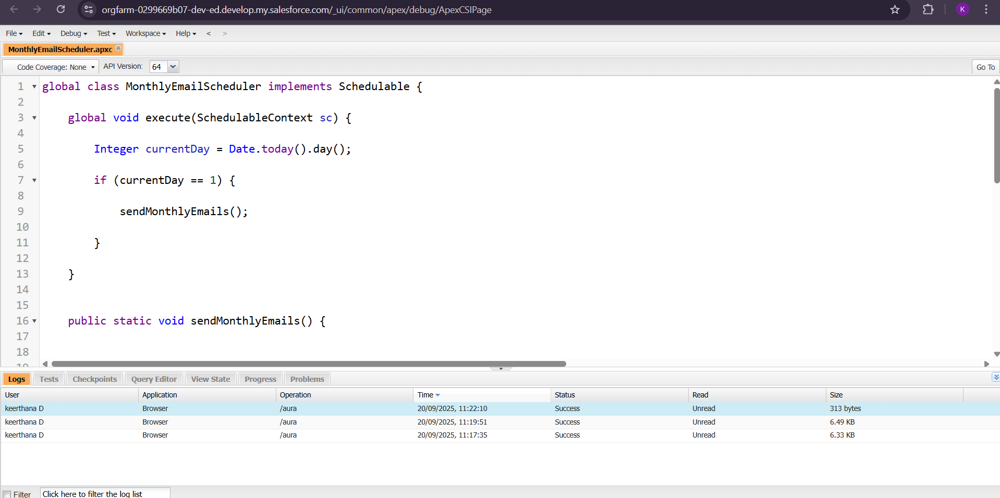 orgfarm-0299669b07-dev-ed.develop.my.salesforce.com/_ui/common/apex/debug/ApexCSIPage
K
File Edit Debug Test Workspace Help < >
MonthlyEmailScheduler.apxc
Code Coverage: None API Version: 64 Go To
1 global class MonthlyEmailScheduler implements Schedulable {
2
3 global void execute(SchedulableContext sc) {
4
5 Integer currentDay = Date.today().day();
6
7 if (currentDay == 1) {
8
9 sendMonthlyEmails();
10
11 }
12
13 }
14
15
16 public static void sendMonthlyEmails() {
17
18
19
Logs Tests Checkpoints Query Editor View State Progress Problems
User Application Operation Time Status Read Size
keerthana D Browser /aura 20/09/2025, 11:22:10 Success Unread 313 bytes
keerthana D Browser /aura 20/09/2025, 11:19:51 Success Unread 6.49 KB
keerthana D Browser /aura 20/09/2025, 11:17:35 Success Unread 6.33 KB
Filter Click here to filter the log list